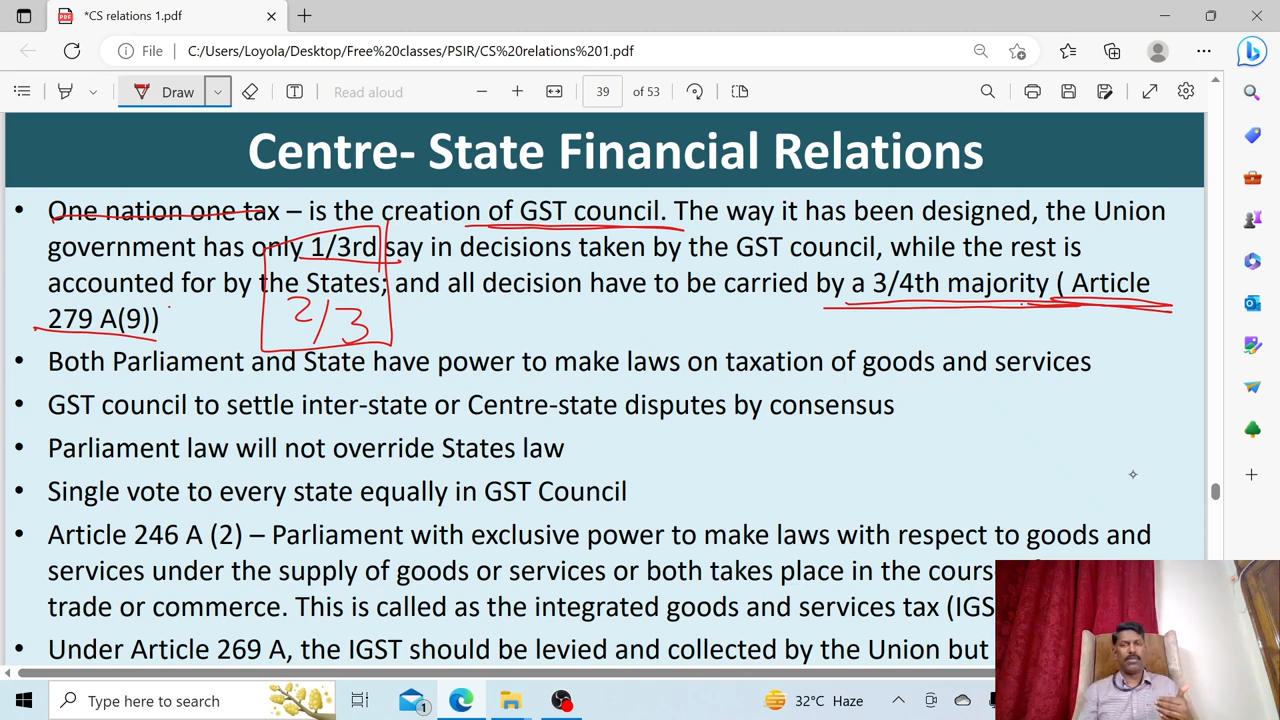 *CS relations 1.pdf
File
C:/Users/Loyola/Desktop/Free%20classes/PSIR/CS%20relations%201.pdf
Draw
Read aloud
39 of 53
Centre- State Financial Relations
• One nation one tax – is the creation of GST council. The way it has been designed, the Union
government has only 1/3rd say in decisions taken by the GST council, while the rest is
accounted for by the States; and all decision have to be carried by a 3/4th majority ( Article
279 A(9))
2/3
• Both Parliament and State have power to make laws on taxation of goods and services
• GST council to settle inter-state or Centre-state disputes by consensus
• Parliament law will not override States law
• Single vote to every state equally in GST Council
• Article 246 A (2) – Parliament with exclusive power to make laws with respect to goods and
services under the supply of goods or services or both takes place in the cours
trade or commerce. This is called as the integrated goods and services tax (IGS
• Under Article 269 A, the IGST should be levied and collected by the Union but
Type here to search
1
32°C Haze